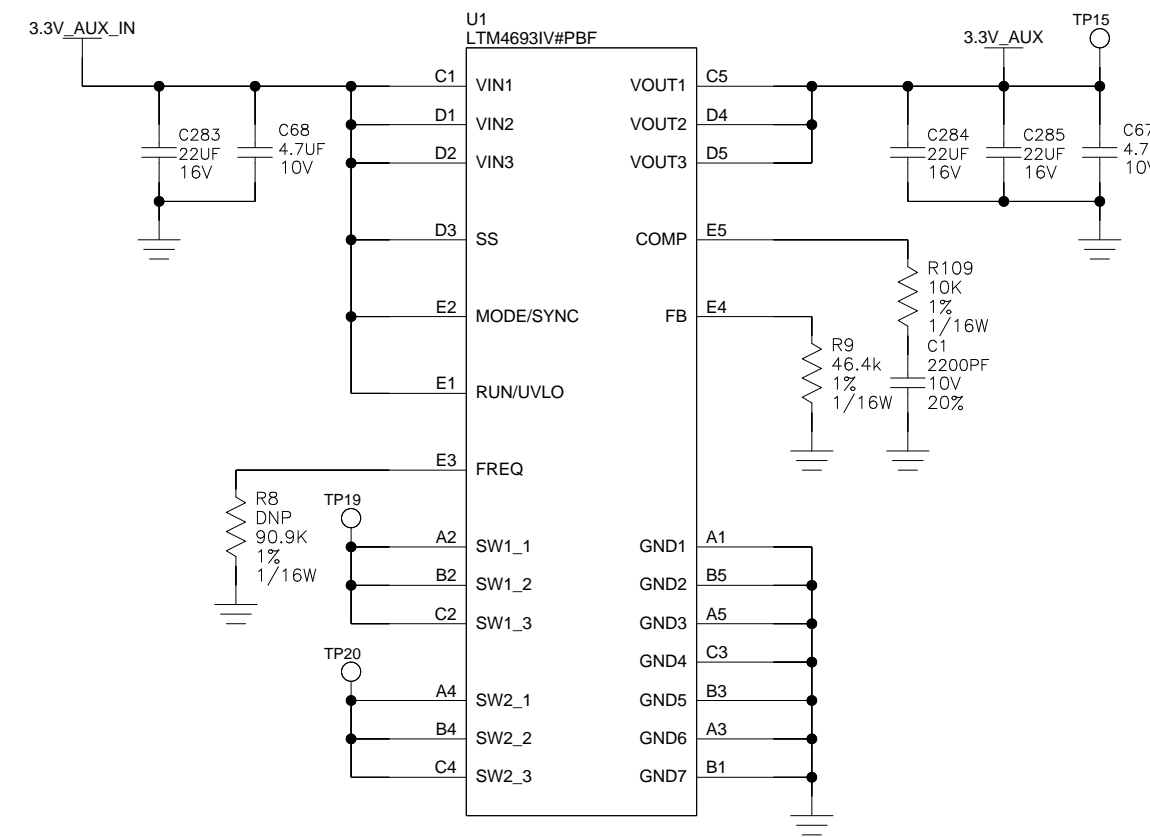 U1
LTM4693IV#PBF
3.3V_AUX_IN
3.3V_AUX
TP15
C1
VIN1
VOUT1
C5
D1
VIN2
VOUT2
D4
D2
VIN3
VOUT3
D5
C283
22UF
16V
C68
4.7UF
10V
C284
22UF
16V
C285
22UF
16V
C67
4.7
10V
D3
SS
COMP
E5
R109
10K
1%
1/16W
E2
MODE/SYNC
FB
E4
R9
46.4k
1%
1/16W
C1
2200PF
10V
20%
E1
RUN/UVLO
E3
FREQ
R8
DNP
90.9K
1%
1/16W
TP19
A2
SW1_1
GND1
A1
B2
SW1_2
GND2
B5
C2
SW1_3
GND3
A5
GND4
C3
TP20
A4
SW2_1
GND5
B3
B4
SW2_2
GND6
A3
C4
SW2_3
GND7
B1